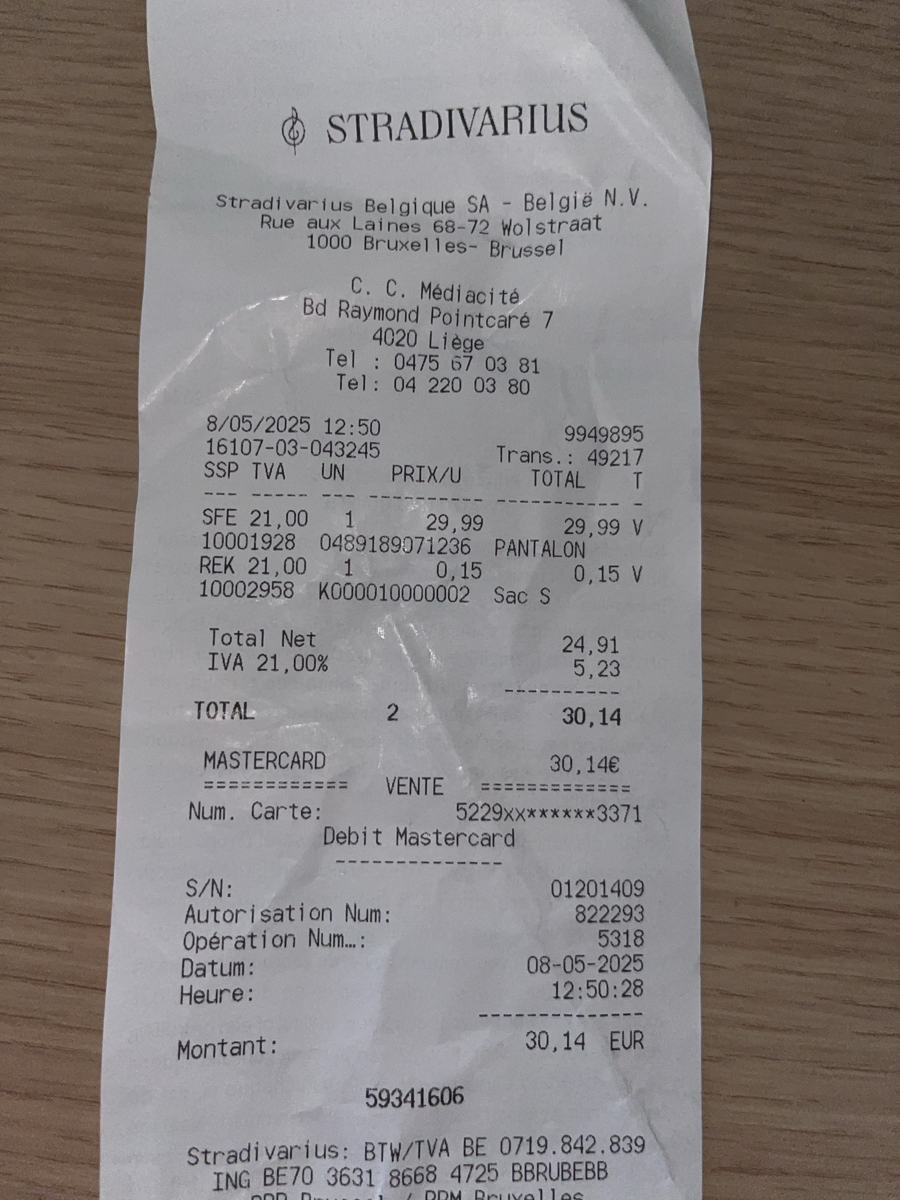 STRADIVARIUS
Stradivarius Belgique SA - België N.V.
Rue aux Laines 68-72 Wolstraat
1000 Bruxelles- Brussel
C. C. Médiacité
Bd Raymond Pointcaré 7
4020 Liège
Tel : 0475 67 03 81
Tel: 04 220 03 80
8/05/2025 12:50 9949895
16107-03-043245 Trans.: 49217
SSP TVA UN PRIX/U TOTAL T
--- ----- --- ---------- ----------- -
SFE 21,00 1 29,99 29,99 V
10001928 0489189071236 PANTALON
REK 21,00 1 0,15 0,15 V
10002958 K000010000002 Sac S
Total Net 24,91
IVA 21,00% 5,23
----------
TOTAL 2 30,14
MASTERCARD 30,14€
============ VENTE ============
Num. Carte: 5229xx******3371
Debit Mastercard
--------------
S/N: 01201409
Autorisation Num: 822293
Opération Num…: 5318
Datum: 08-05-2025
Heure: 12:50:28
--------------
Montant: 30,14 EUR
59341606
Stradivarius: BTW/TVA BE 0719.842.839
ING BE70 3631 8668 4725 BBRUBEBB
/ RPM Bruxelles